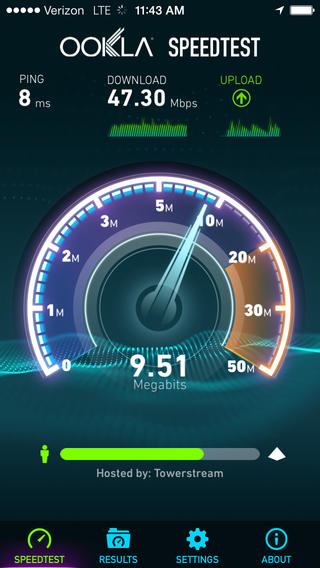 Verizon LTE 11:43 AM
OOKLA SPEEDTEST
PING DOWNLOAD UPLOAD
8 ms 47.30 Mbps
5M 10M
3M
2M 20M
1M 30M
0 50M
9.51
Megabits
Hosted by: Towerstream
SPEEDTEST RESULTS SETTINGS ABOUT